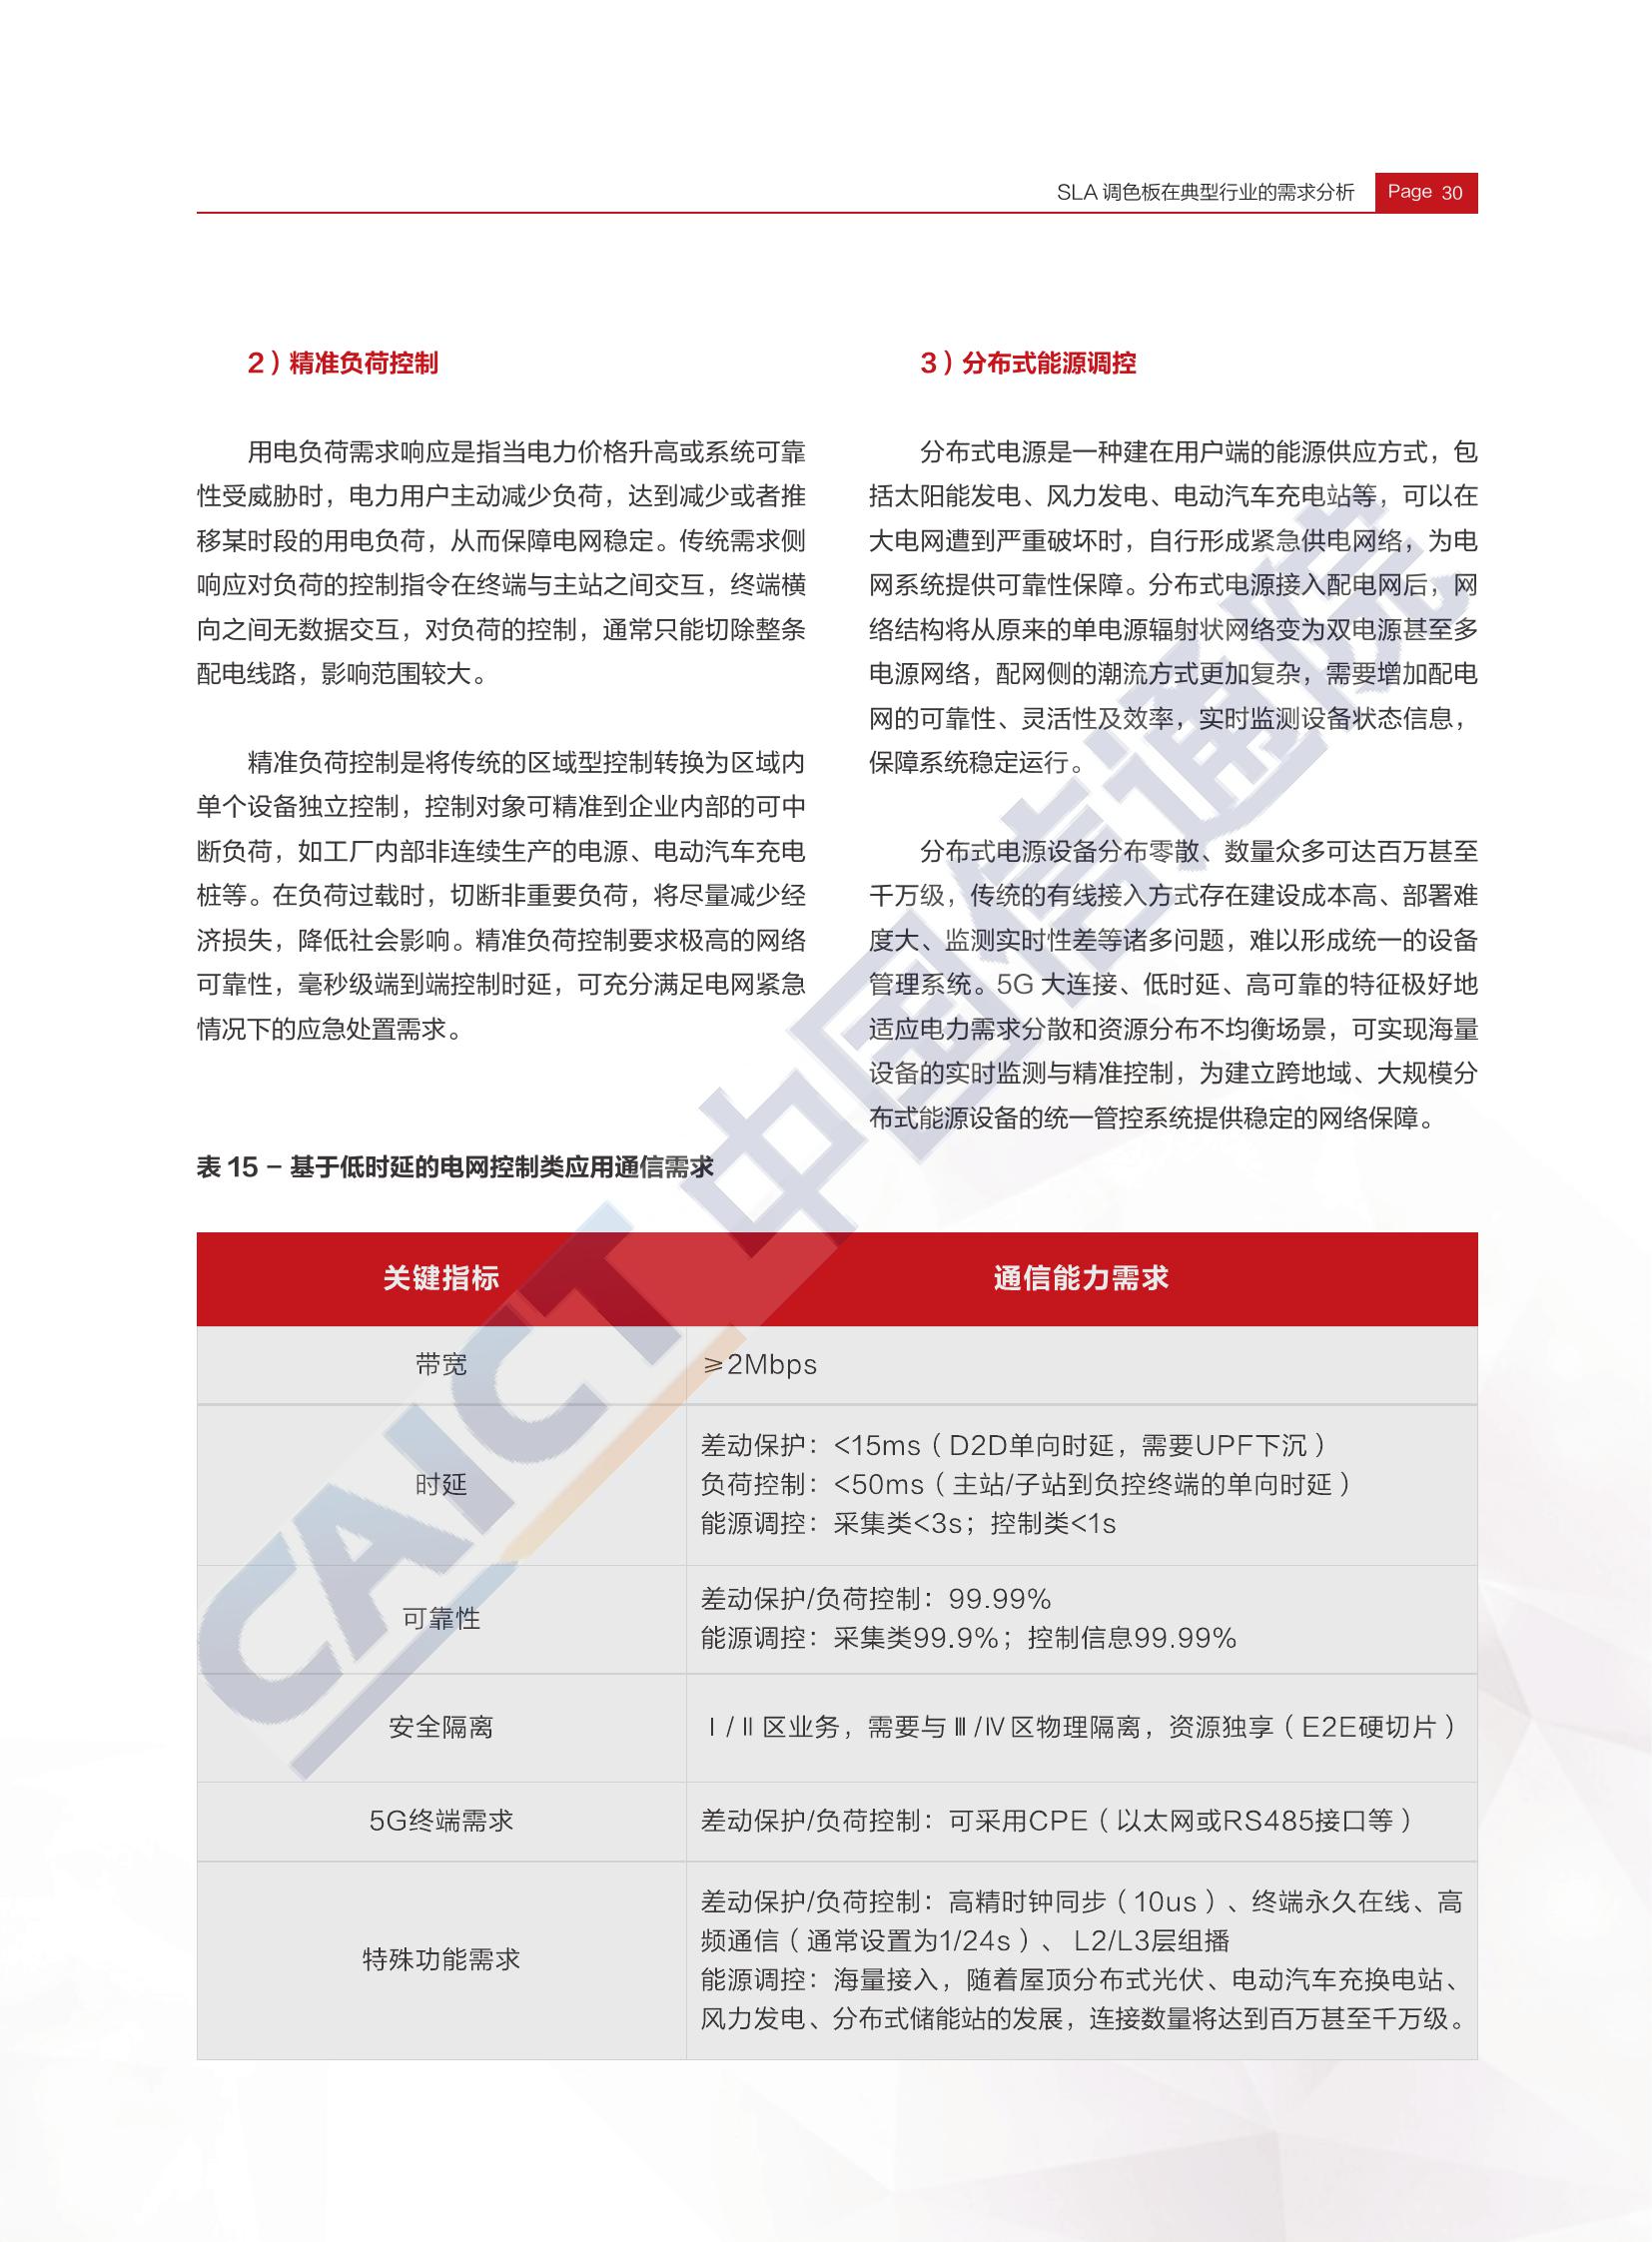 SLA 调色板在典型行业的需求分析
Page 30
2）精准负荷控制
用电负荷需求响应是指当电力价格升高或系统可靠
性受威胁时，电力用户主动减少负荷，达到减少或者推
移某时段的用电负荷，从而保障电网稳定。传统需求侧
响应对负荷的控制指令在终端与主站之间交互，终端横
向之间无数据交互，对负荷的控制，通常只能切除整条
配电线路，影响范围较大。
精准负荷控制是将传统的区域型控制转换为区域内
单个设备独立控制，控制对象可精准到企业内部的可中
断负荷，如工厂内部非连续生产的电源、电动汽车充电
桩等。在负荷过载时，切断非重要负荷，将尽量减少经
济损失，降低社会影响。精准负荷控制要求极高的网络
可靠性，毫秒级端到端控制时延，可充分满足电网紧急
情况下的应急处置需求。
3）分布式能源调控
分布式电源是一种建在用户端的能源供应方式，包
括太阳能发电、风力发电、电动汽车充电站等，可以在
大电网遭到严重破坏时，自行形成紧急供电网络，为电
网系统提供可靠性保障。分布式电源接入配电网后，网
络结构将从原来的单电源辐射状网络变为双电源甚至多
电源网络，配网侧的潮流方式更加复杂，需要增加配电
网的可靠性、灵活性及效率，实时监测设备状态信息，
保障系统稳定运行。
分布式电源设备分布零散、数量众多可达百万甚至
千万级，传统的有线接入方式存在建设成本高、部署难
度大、监测实时性差等诸多问题，难以形成统一的设备
管理系统。5G 大连接、低时延、高可靠的特征极好地
适应电力需求分散和资源分布不均衡场景，可实现海量
设备的实时监测与精准控制，为建立跨地域、大规模分
布式能源设备的统一管控系统提供稳定的网络保障。
表 15 – 基于低时延的电网控制类应用通信需求
关键指标
通信能力需求
带宽
≥2Mbps
时延
差动保护：<15ms（D2D单向时延，需要UPF下沉）
负荷控制：<50ms（主站/子站到负控终端的单向时延）
能源调控：采集类<3s；控制类<1s
可靠性
差动保护/负荷控制：99.99%
能源调控：采集类99.9%；控制信息99.99%
安全隔离
Ⅰ/Ⅱ区业务，需要与Ⅲ/Ⅳ区物理隔离，资源独享（E2E硬切片）
5G终端需求
差动保护/负荷控制：可采用CPE（以太网或RS485接口等）
特殊功能需求
差动保护/负荷控制：高精时钟同步（10us）、终端永久在线、高
频通信（通常设置为1/24s）、L2/L3层组播
能源调控：海量接入，随着屋顶分布式光伏、电动汽车充换电站、
风力发电、分布式储能站的发展，连接数量将达到百万甚至千万级。
CAICT 中国信通院